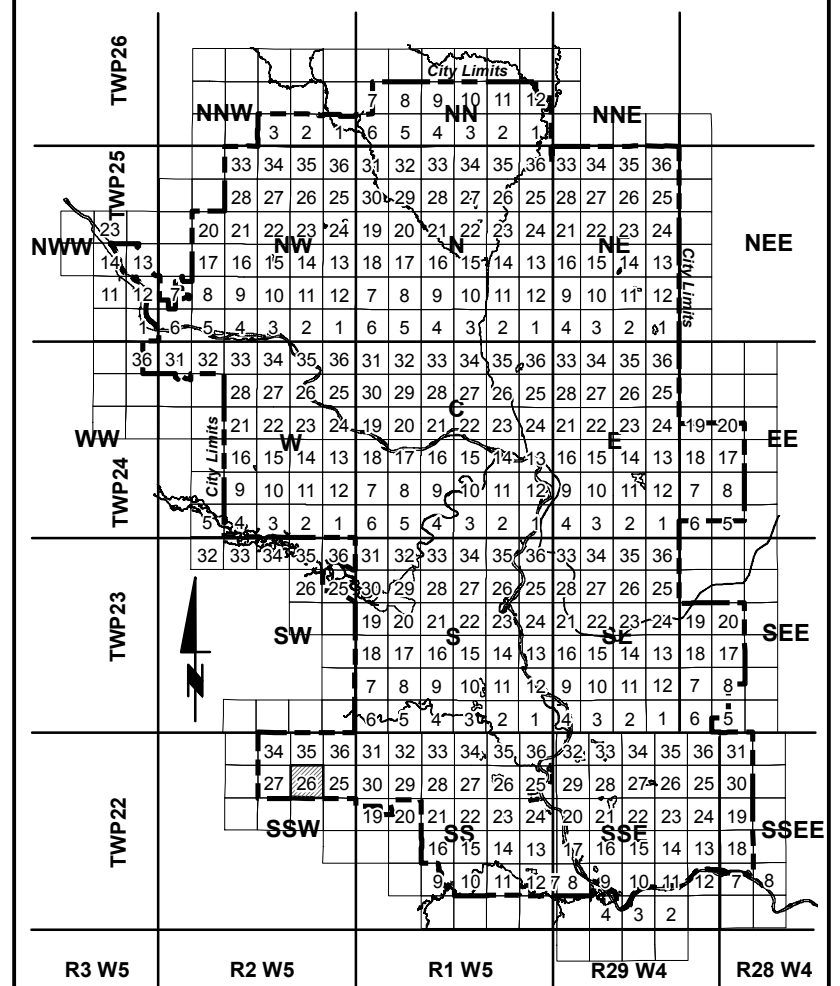 TWP26
City Limits
7 8 9 10 11 12
NNW NN NNE
3 2 1 6 5 4 3 2 1
TWP25
33 34 35 36 31 32 33 34 35 36 33 34 35 36
28 27 26 25 30 29 28 27 26 25 28 27 26 25
23 20 21 22 23 24 19 20 21 22 23 24 21 22 23 24
NWW NW N NE NEE
14 13 17 16 15 14 13 18 17 16 15 14 13 16 15 14 13
City Limits
11 12 7 8 9 10 11 12 7 8 9 10 11 12 9 10 11 12
1 6 5 4 3 2 1 6 5 4 3 2 1 4 3 2 1
36 31 32 33 34 35 36 31 32 33 34 35 36 33 34 35 36
28 27 26 25 30 29 28 27 26 25 28 27 26 25
C
21 22 23 24 19 20 21 22 23 24 21 22 23 24 19 20
WW W E EE
City Limits
16 15 14 13 18 17 16 15 14 13 16 15 14 13 18 17
TWP24
9 10 11 12 7 8 9 10 11 12 9 10 11 12 7 8
5 4 3 2 1 6 5 4 3 2 4 3 2 1 6 5
32 33 34 35 36 31 32 33 34 35 36 33 34 35 36
26 25 30 29 28 27 26 25 28 27 26 25
TWP23
19 20 21 22 23 24 21 22 23 24 19 20
SW S SE SEE
18 17 16 15 14 13 16 15 14 13 18 17
7 8 9 10 11 12 9 10 11 12 7 8
6 5 4 3 2 1 4 3 2 1 6 5
34 35 36 31 32 33 34 35 36 32 33 34 35 36 31
27 26 25 30 29 28 27 26 25 29 28 27 26 25 30
TWP22
19 20 21 22 23 24 20 21 22 23 24 19
SSW SS SSE SSEE
16 15 14 13 17 16 15 14 13 18
9 10 11 12 7 8 9 10 11 12 7 8
4 3 2
R3 W5 R2 W5 R1 W5 R29 W4 R28 W4